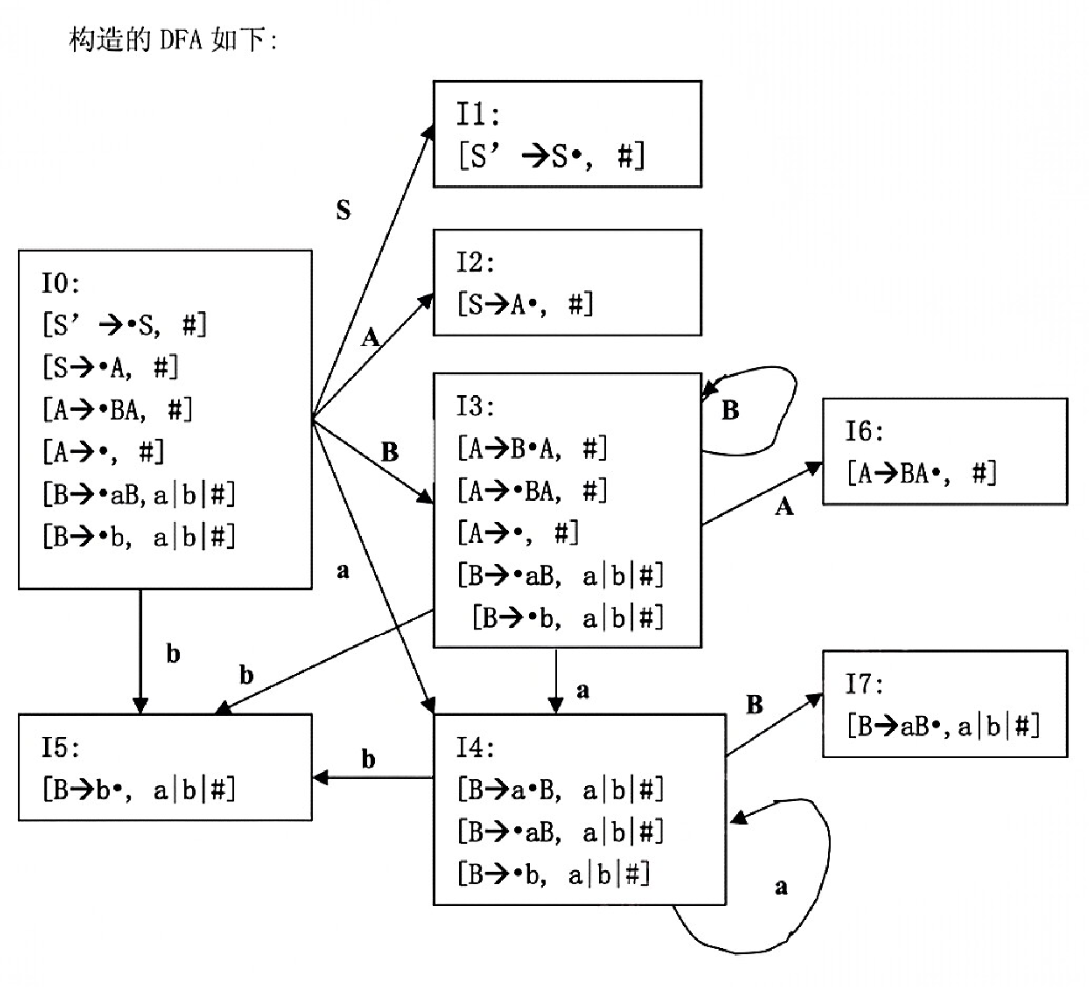 构造的 DFA 如下:
I1:
[S' →S•, #]
S
I2:
[S→A•, #]
A
I0:
[S' →•S, #]
[S→•A, #]
[A→•BA, #]
[A→•, #]
[B→•aB,a|b|#]
[B→•b, a|b|#]
B
I3:
[A→B•A, #]
[A→•BA, #]
[A→•, #]
[B→•aB, a|b|#]
[B→•b, a|b|#]
B
A
I6:
[A→BA•, #]
a
b
b
a
I5:
[B→b•, a|b|#]
b
I4:
[B→a•B, a|b|#]
[B→•aB, a|b|#]
[B→•b, a|b|#]
B
I7:
[B→aB•,a|b|#]
a